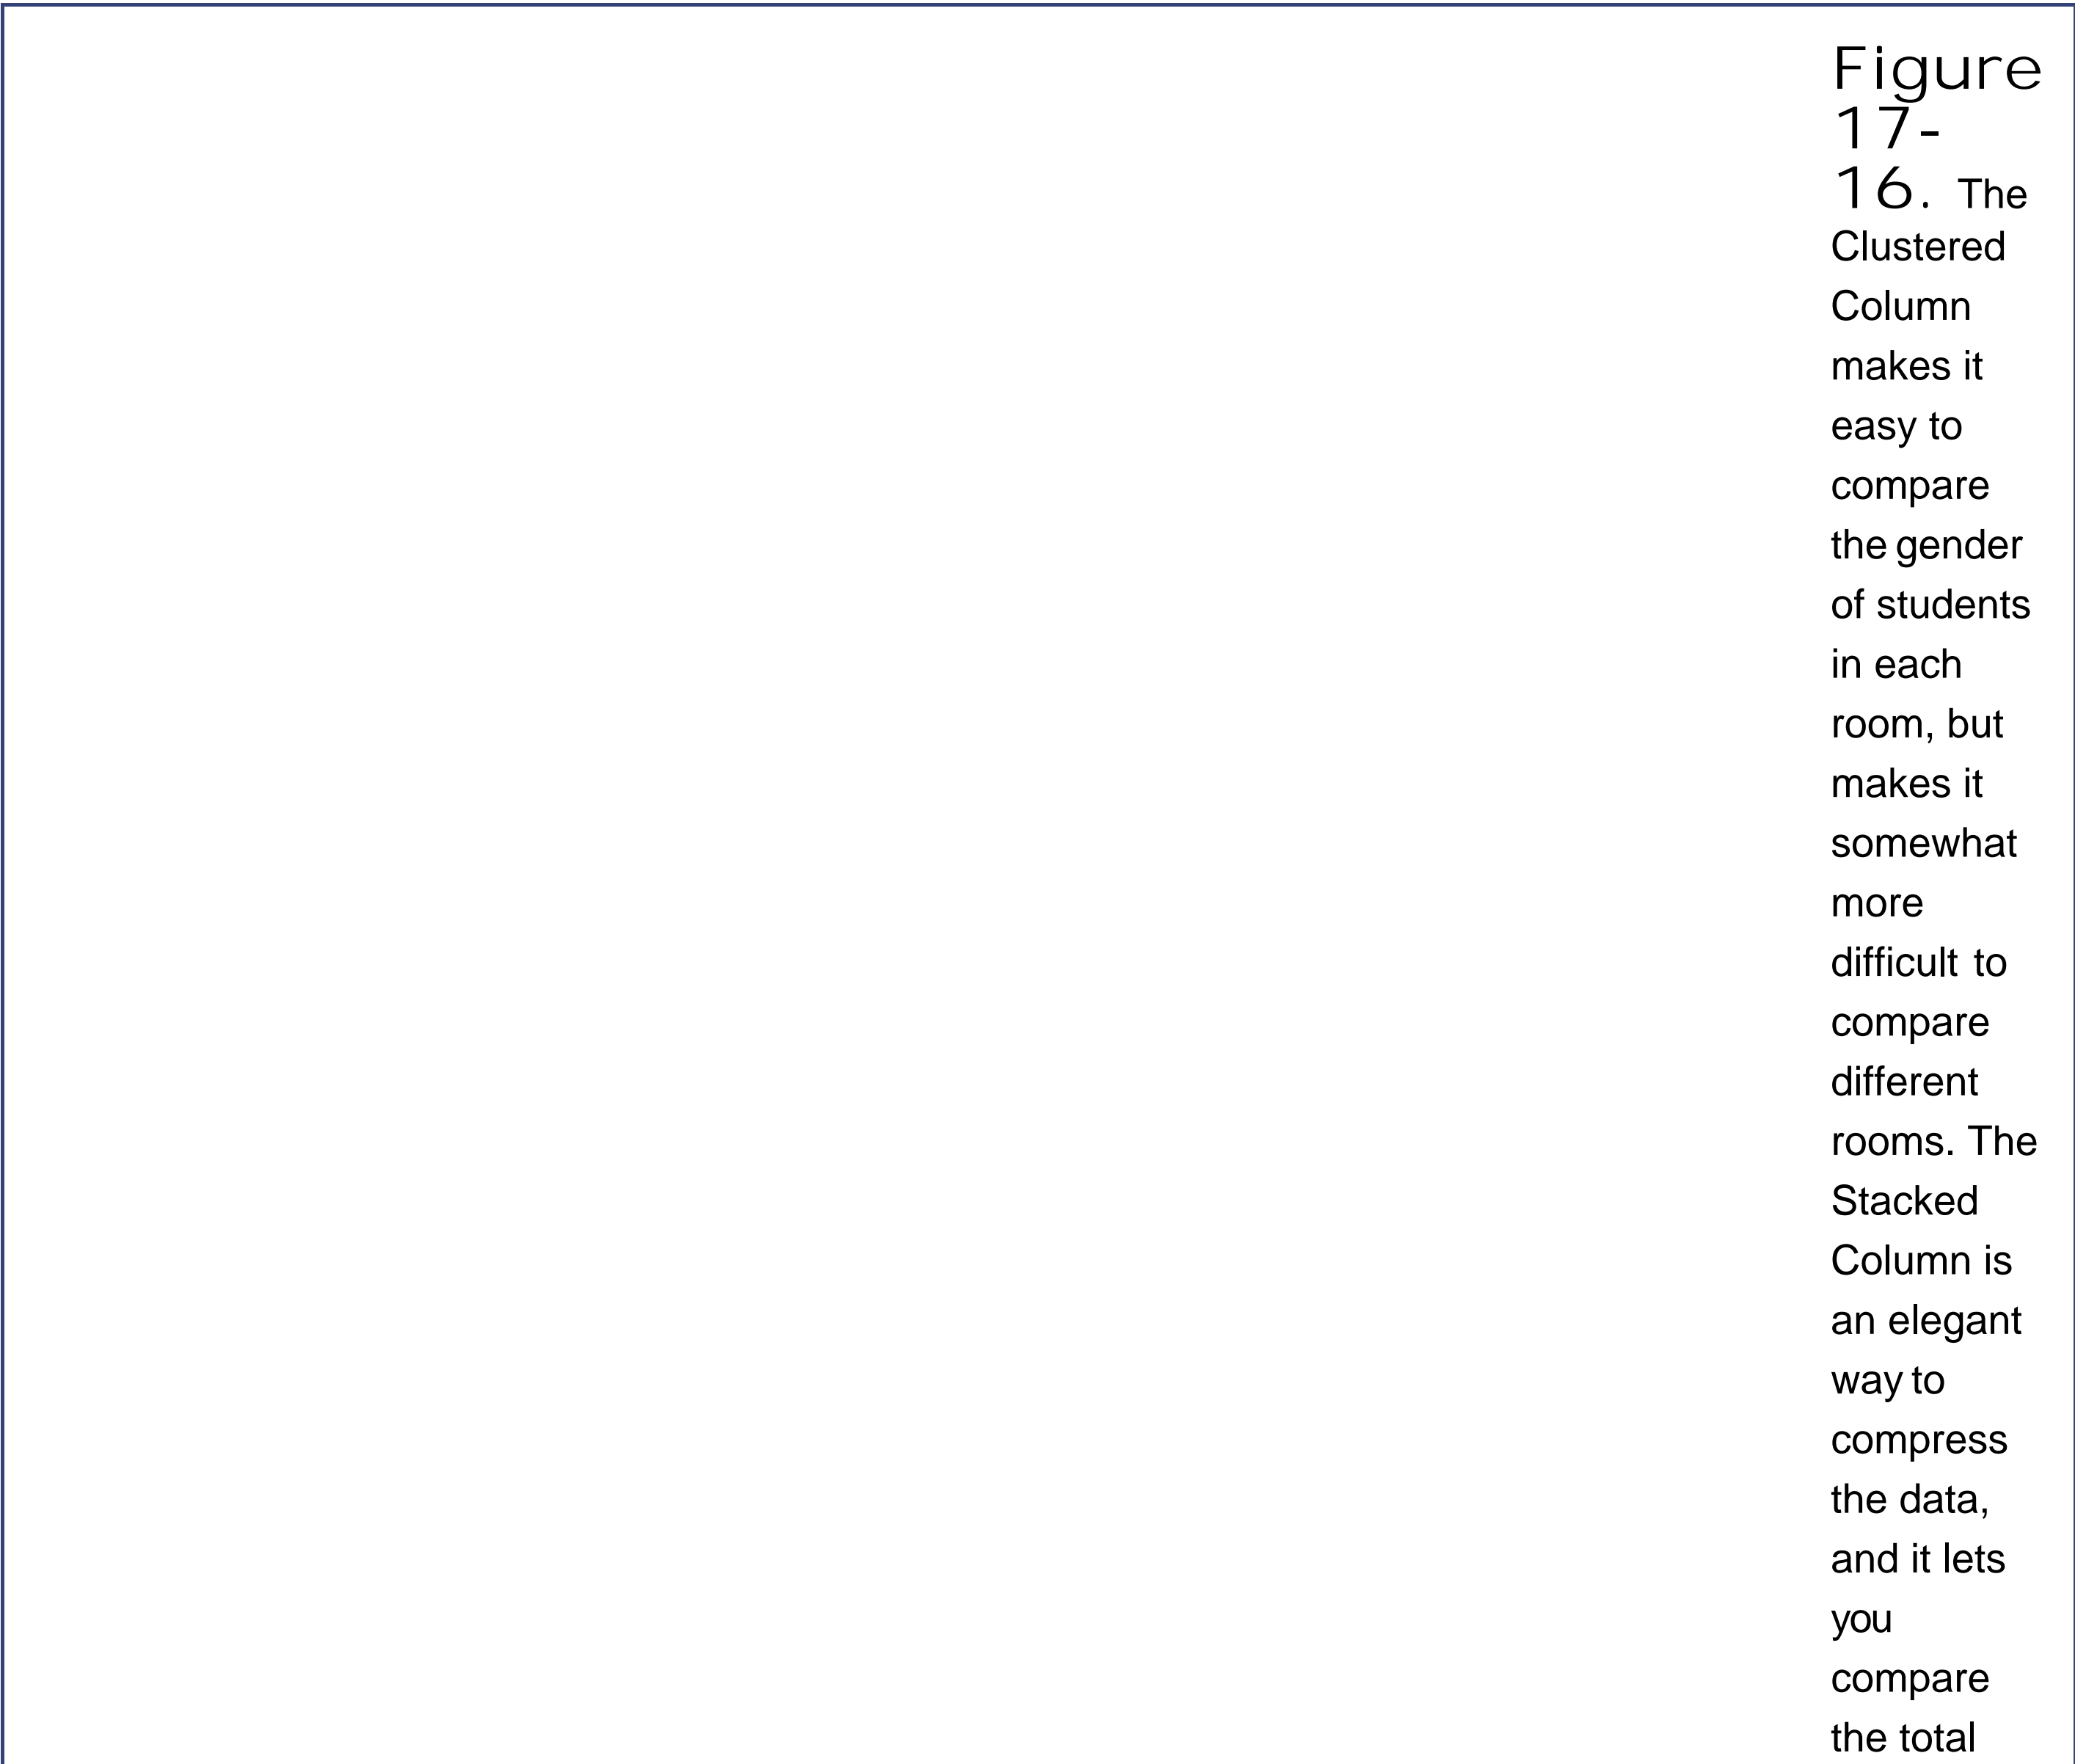 Figure
17-
16. The
Clustered
Column
makes it
easy to
compare
the gender
of students
in each
room, but
makes it
somewhat
more
difficult to
compare
different
rooms. The
Stacked
Column is
an elegant
way to
compress
the data,
and it lets
you
compare
the total